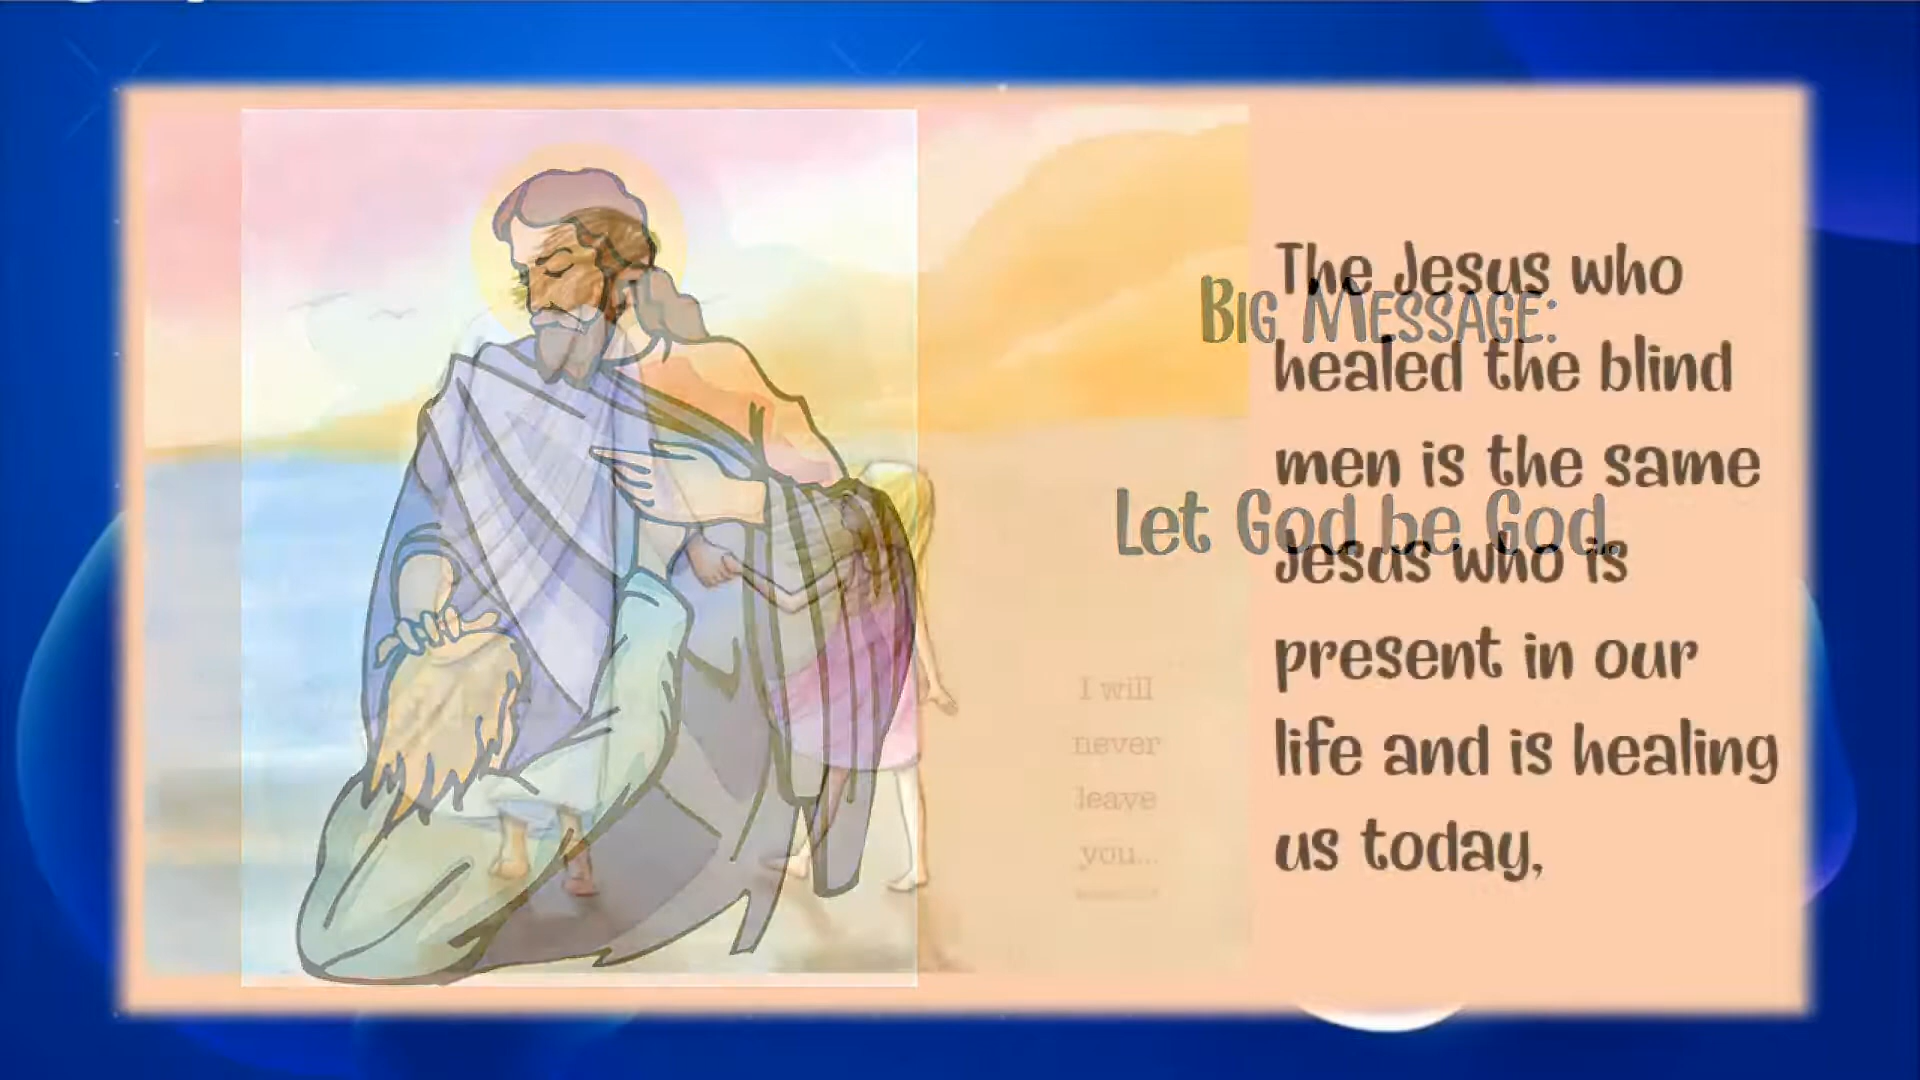 The Jesus who
healed the blind
men is the same
Jesus who is
present in our
life and is healing
us today,
Big Message:
Let God be God.
I will
never
leave
you...